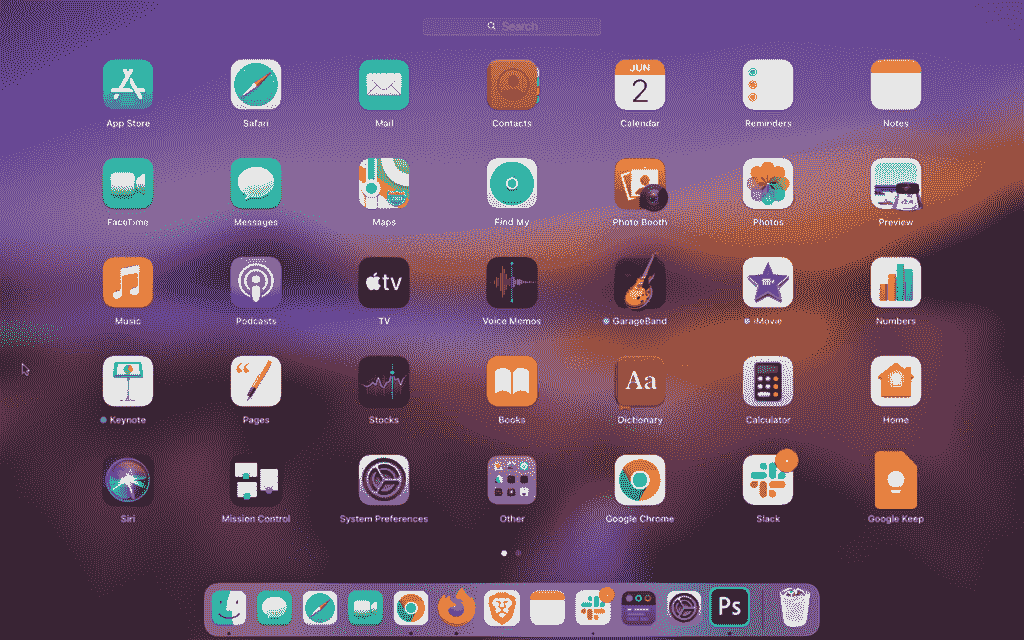 Search
App Store Safari Mail Contacts JUN 2 Calendar Reminders Notes
FaceTime Messages Maps Find My Photo Booth Photos Preview
tv
Music Podcasts TV Voice Memos GarageBand iMovie Numbers
Aa
Keynote Pages Stocks Books Dictionary Calculator Home
Siri Mission Control System Preferences Other Google Chrome Slack Google Keep
Ps